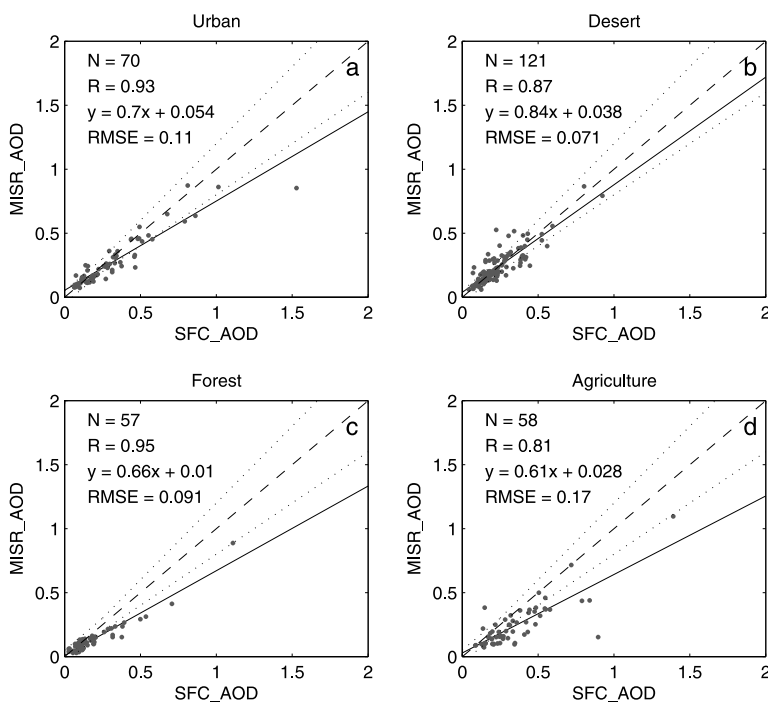 Urban
2
1.5
1
0.5
0
0 0.5 1 1.5 2
MISR_AOD
SFC_AOD
N = 70
R = 0.93
y = 0.7x + 0.054
RMSE = 0.11
a
Desert
2
1.5
1
0.5
0
0 0.5 1 1.5 2
MISR_AOD
SFC_AOD
N = 121
R = 0.87
y = 0.84x + 0.038
RMSE = 0.071
b
Forest
2
1.5
1
0.5
0
0 0.5 1 1.5 2
MISR_AOD
SFC_AOD
N = 57
R = 0.95
y = 0.66x + 0.01
RMSE = 0.091
c
Agriculture
2
1.5
1
0.5
0
0 0.5 1 1.5 2
MISR_AOD
SFC_AOD
N = 58
R = 0.81
y = 0.61x + 0.028
RMSE = 0.17
d